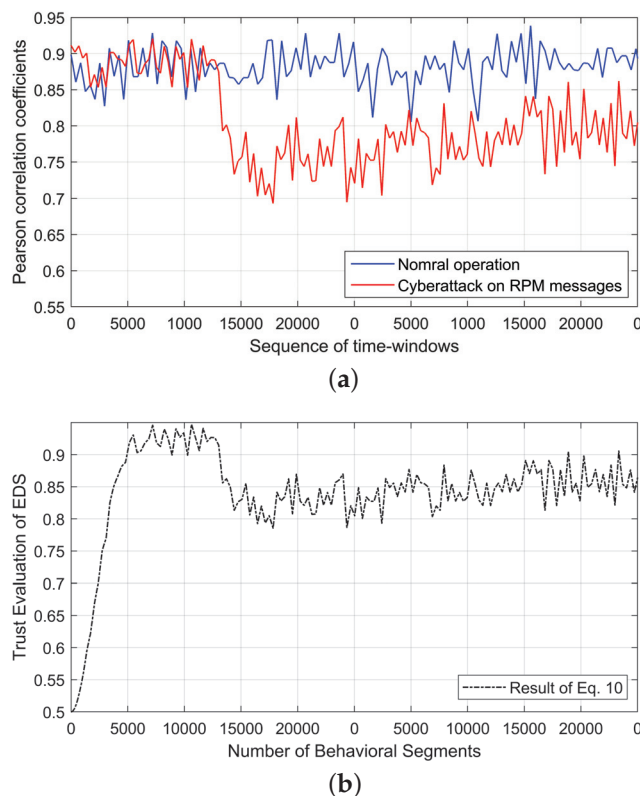 0.95
0.9
0.85
0.8
0.75
0.7
0.65
0.6
0.55
Pearson correlation coefficients
Nomral operation
Cyberattack on RPM messages
0 5000 10000 15000 20000 0 5000 10000 15000 20000 0
Sequence of time-windows
(a)
0.9
0.85
0.8
0.75
0.7
0.65
0.6
0.55
0.5
Trust Evaluation of EDS
Result of Eq. 10
0 5000 10000 15000 20000 0 5000 10000 15000 20000 0
Number of Behavioral Segments
(b)